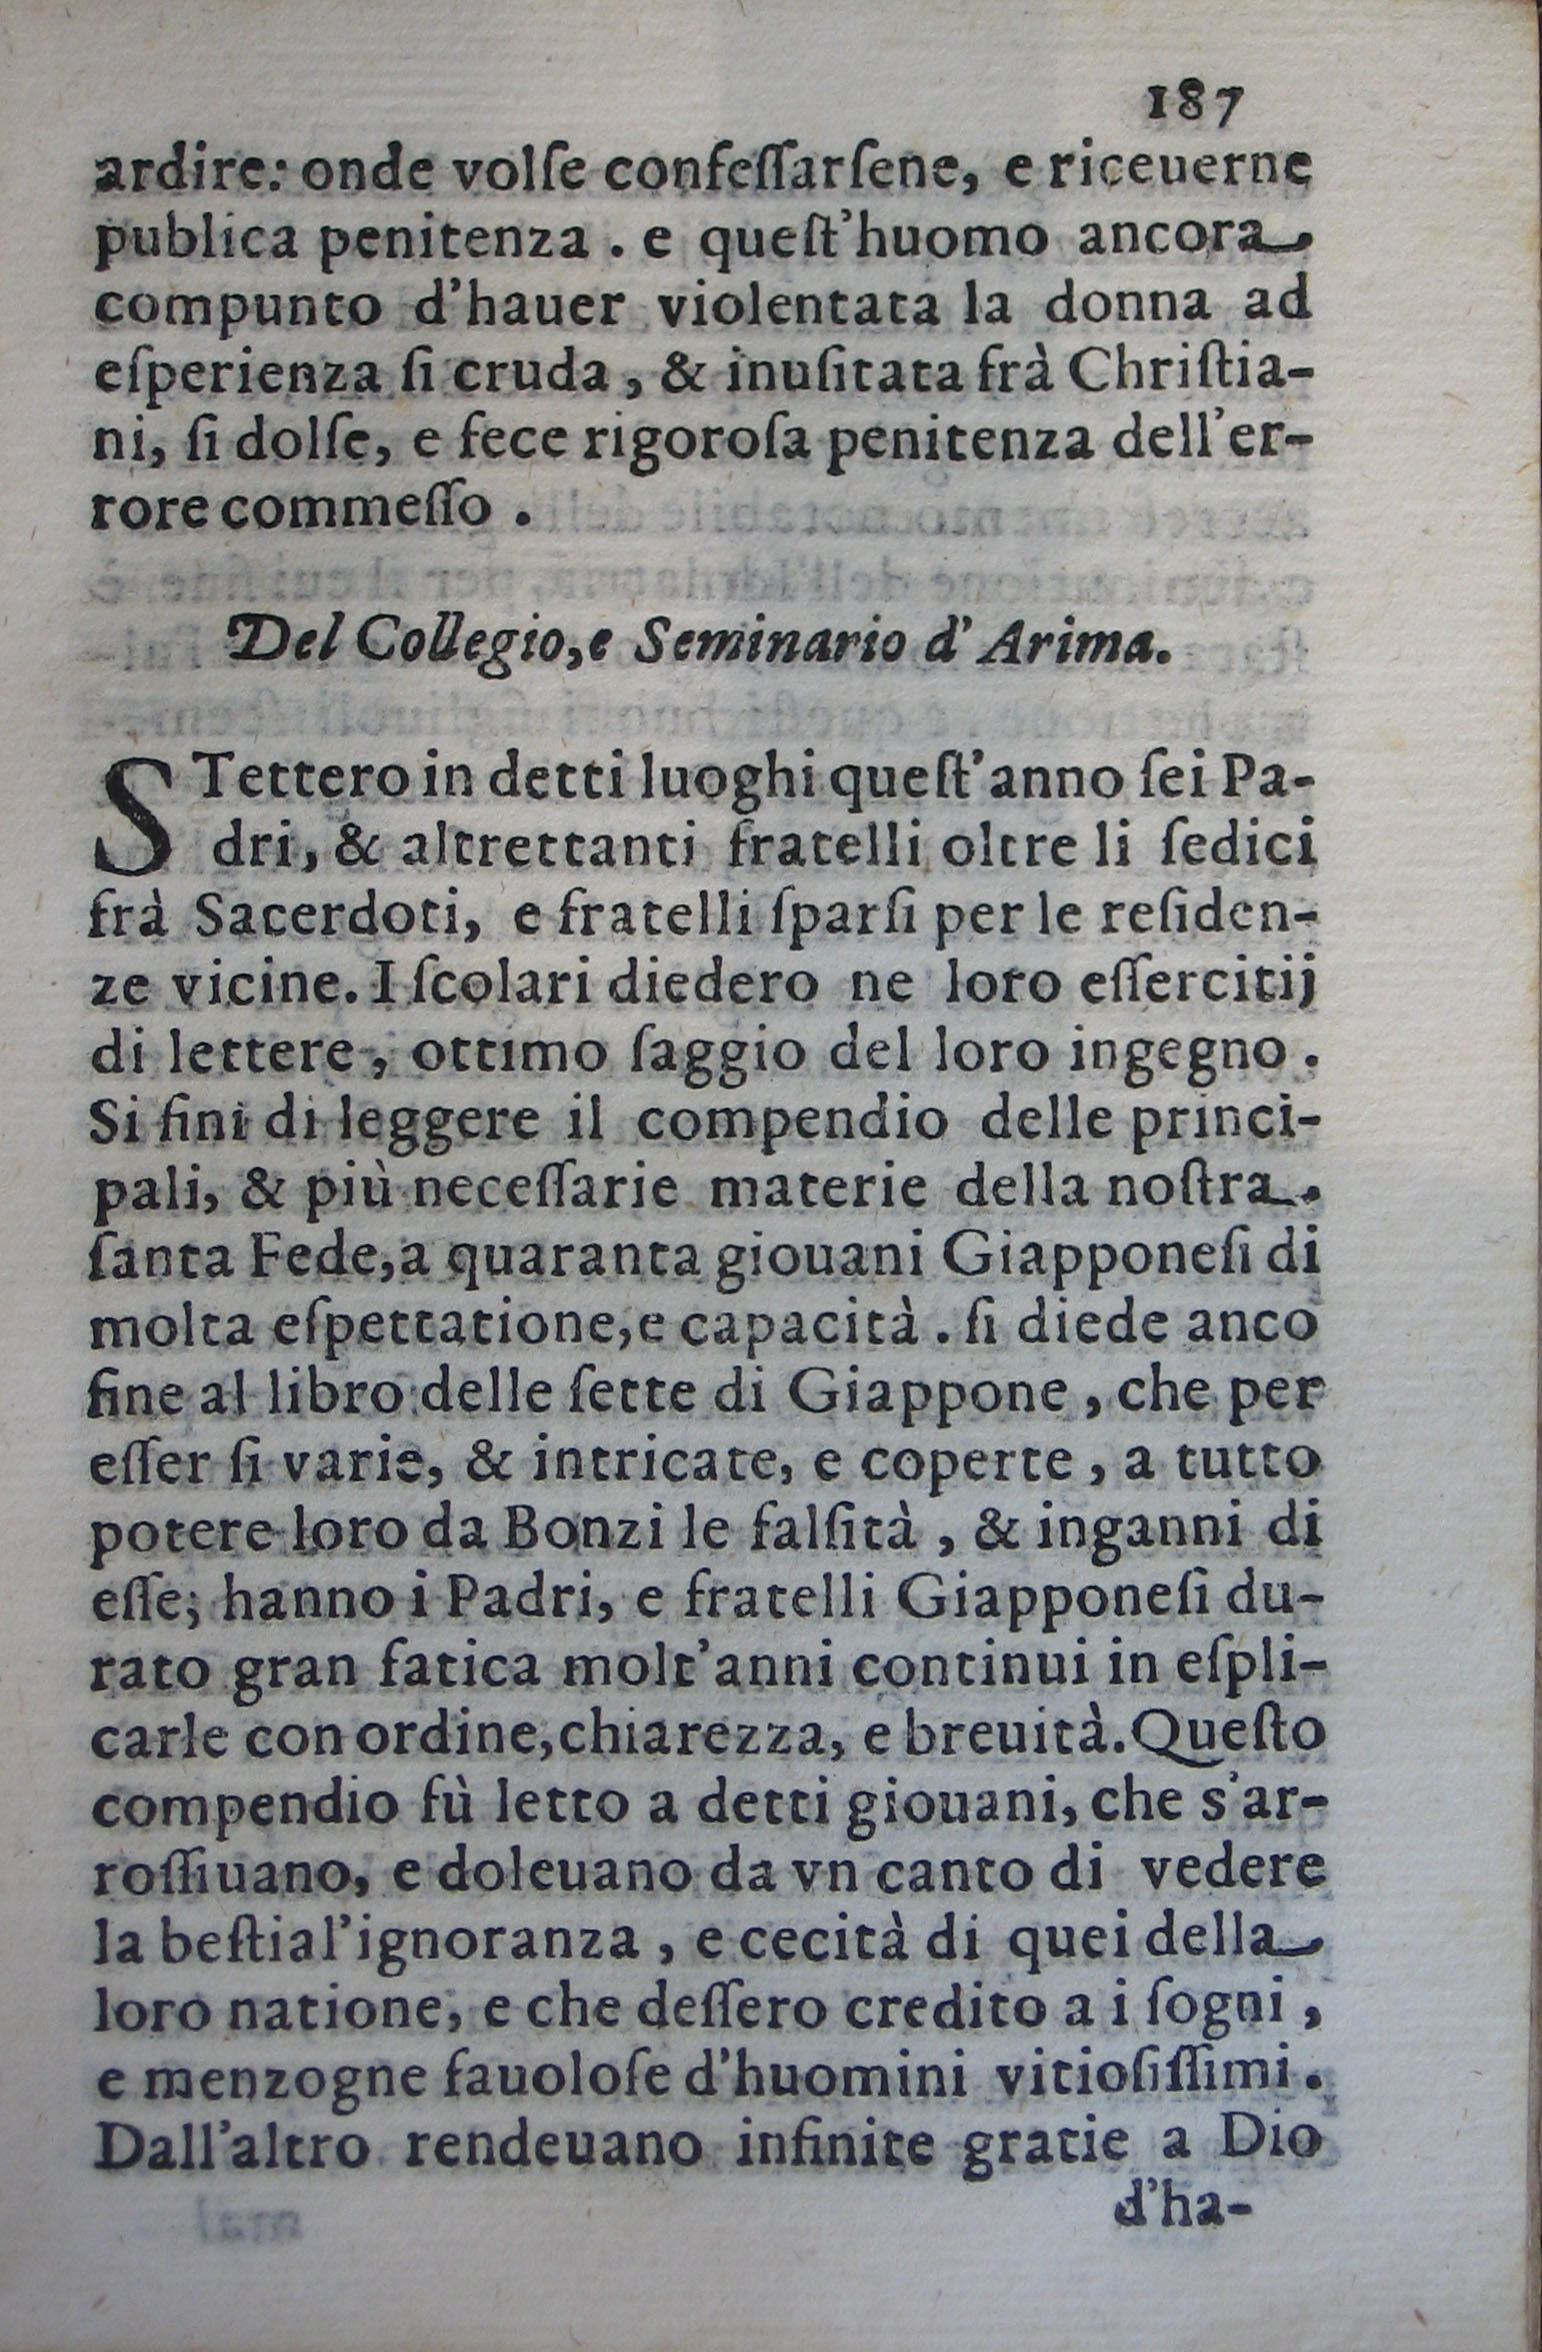 187
ardire: onde volſe confeſſarſene, e riceuerne
publica penitenza . e queſt'huomo ancora
compunto d'hauer violentata la donna ad
eſperienza ſi cruda , & inuſitata frà Chriſtia-
ni, ſi dolſe, e fece rigoroſa penitenza dell'er-
rore commeſſo .
Del Collegio, e Seminario d'Arima.
STettero in detti luoghi queſt'anno ſei Pa-
dri, & altrettanti fratelli oltre li ſedici
frà Sacerdoti, e fratelli ſparſi per le reſiden-
ze vicine. I ſcolari diedero ne loro eſſercitij
di lettere , ottimo ſaggio del loro ingegno .
Si fini di leggere il compendio delle princi-
pali, & più neceſſarie materie della noſtra
ſanta Fede, a quaranta giouani Giapponeſi di
molta eſpettatione, e capacità . ſi diede anco
fine al libro delle ſette di Giappone , che per
eſſer ſi varie, & intricate, e coperte , a tutto
potere loro da Bonzi le falſità , & inganni di
eſſe; hanno i Padri, e fratelli Giapponeſi du-
rato gran fatica molt'anni continui in eſpli-
carle con ordine, chiarezza, e breuità. Queſto
compendio fù letto a detti giouani, che s'ar-
roſſiuano, e doleuano da vn canto di vedere
la beſtial'ignoranza , e cecità di quei della
loro natione, e che deſſero credito a i ſogni ,
e menzogne fauoloſe d'huomini vitioſiſſimi.
Dall'altro rendeuano infinite gratie a Dio
d'ha-